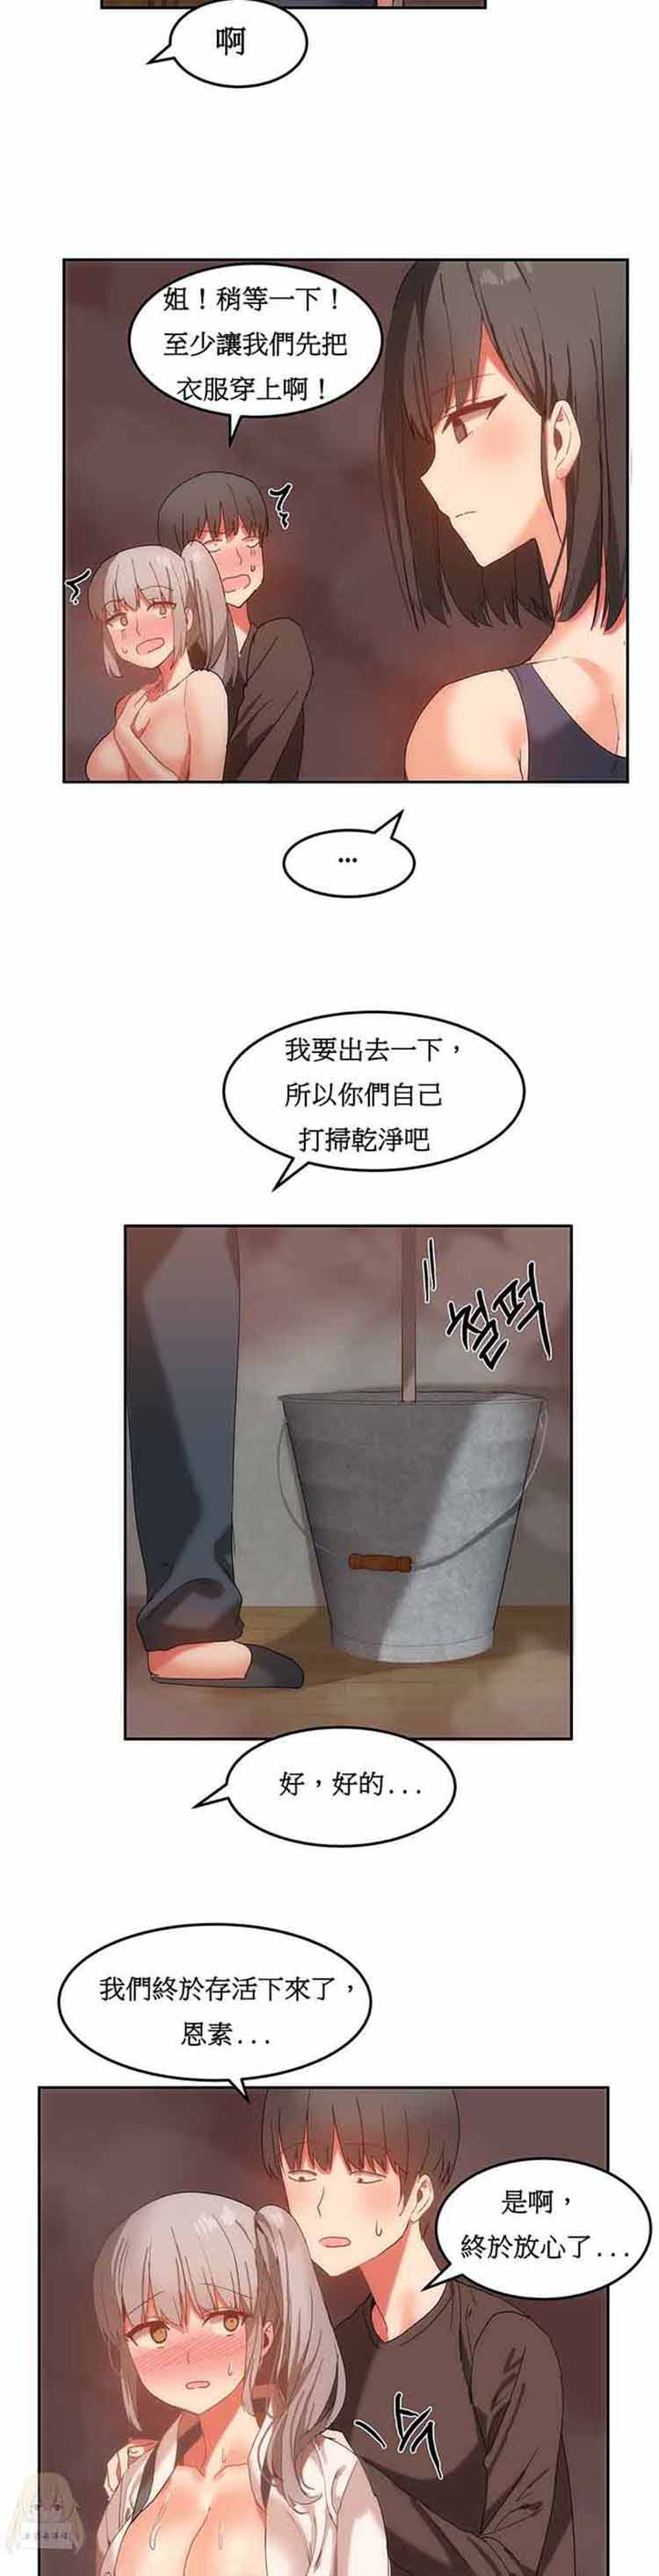 啊
姐！稍等一下！
至少讓我們先把
衣服穿上啊！
...
我要出去一下，
所以你們自己
打掃乾淨吧
철퍽
好，好的...
我們終於存活下來了，
恩素...
是啊，
終於放心了...